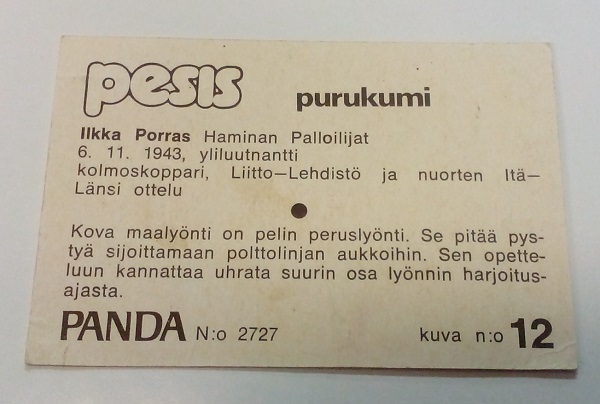 pesis purukumi
Ilkka Porras Haminan Palloilijat
6. 11. 1943, yliluutnantti
kolmoskoppari, Liitto—Lehdistö ja nuorten Itä—
Länsi ottelu
Kova maalyönti on pelin peruslyönti. Se pitää pys-
tyä sijoittamaan polttolinjan aukkoihin. Sen opette-
luun kannattaa uhrata suurin osa lyönnin harjoitus-
ajasta.
PANDA N:o 2727 kuva n:o 12